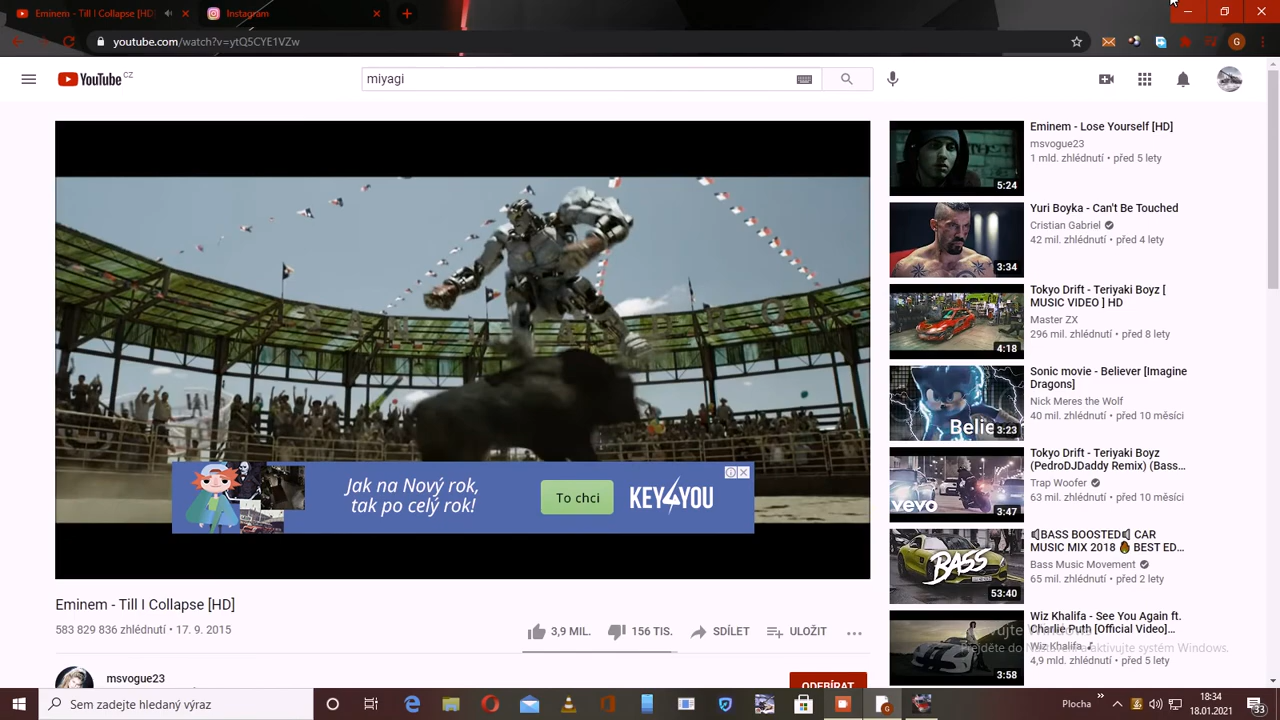 Eminem - Till I Collapse [HD]
Instagram
youtube.com/watch?v=ytQ5CYE1VZw
G
YouTube CZ
miyagi
Jak na Nový rok,
tak po celý rok!
To chci
KEY4YOU
Eminem - Till I Collapse [HD]
583 829 836 zhlédnutí • 17. 9. 2015
3,9 MIL.
156 TIS.
SDÍLET
ULOŽIT
msvogue23
ODEBÍRAT
5:24
Eminem - Lose Yourself [HD]
msvogue23
1 mld. zhlédnutí • před 5 lety
3:34
Yuri Boyka - Can't Be Touched
Cristian Gabriel
42 mil. zhlédnutí • před 4 lety
4:18
Tokyo Drift - Teriyaki Boyz [
MUSIC VIDEO ] HD
Master ZX
296 mil. zhlédnutí • před 8 lety
Belie
3:23
Sonic movie - Believer [Imagine
Dragons]
Nick Meres the Wolf
40 mil. zhlédnutí • před 10 měsíci
vevo
3:47
Tokyo Drift - Teriyaki Boyz
(PedroDJDaddy Remix) (Bass...
Trap Woofer
63 mil. zhlédnutí • před 10 měsíci
BASS
53:40
BASS BOOSTED CAR
MUSIC MIX 2018 BEST ED...
Bass Music Movement
65 mil. zhlédnutí • před 2 lety
3:58
Wiz Khalifa - See You Again ft.
Charlie Puth [Official Video]...
Wiz Khalifa
4,9 mld. zhlédnutí • před 5 lety
systém Windows.
Sem zadejte hledaný výraz
Plocha
18:34
18.01.2021
33